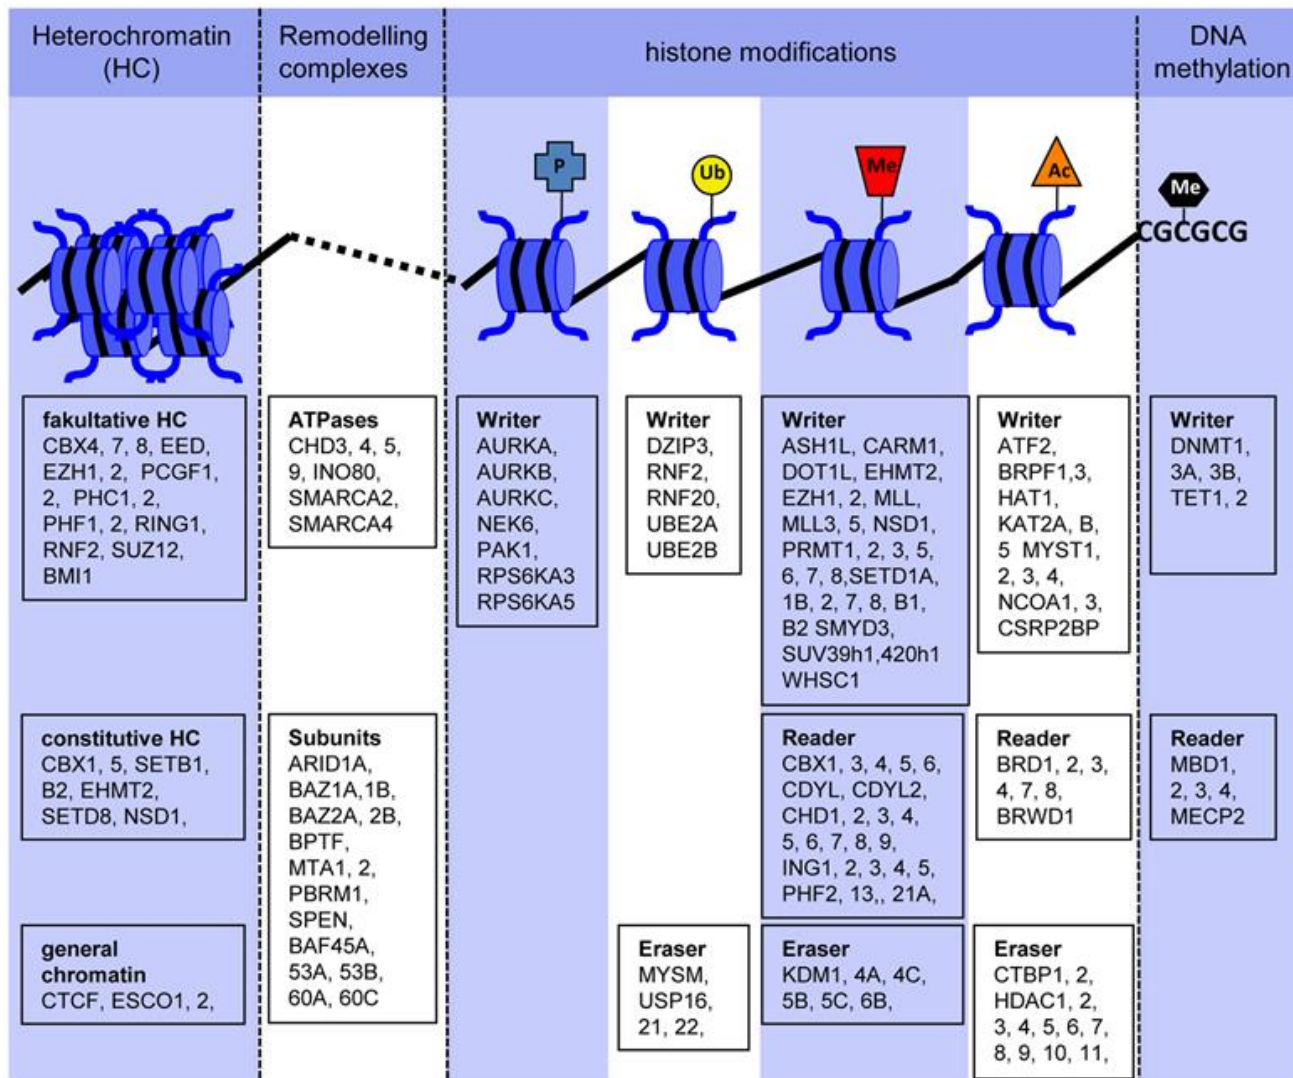 Heterochromatin
(HC)
Remodelling
complexes
histone modifications
DNA
methylation
P
Ub
Me
Ac
Me
CGCGCG
fakultative HC
CBX4, 7, 8, EED,
EZH1, 2, PCGF1,
2, PHC1, 2,
PHF1, 2, RING1,
RNF2, SUZ12,
BMI1
ATPases
CHD3, 4, 5,
9, INO80,
SMARCA2,
SMARCA4
Writer
AURKA,
AURKB,
AURKC,
NEK6,
PAK1,
RPS6KA3
RPS6KA5
Writer
DZIP3,
RNF2,
RNF20,
UBE2A
UBE2B
Writer
ASH1L, CARM1,
DOT1L, EHMT2,
EZH1, 2, MLL,
MLL3, 5, NSD1,
PRMT1, 2, 3, 5,
6, 7, 8,SETD1A,
1B, 2, 7, 8, B1,
B2 SMYD3,
SUV39h1,420h1
WHSC1
Writer
ATF2,
BRPF1,3,
HAT1,
KAT2A, B,
5 MYST1,
2, 3, 4,
NCOA1, 3,
CSRP2BP
Writer
DNMT1,
3A, 3B,
TET1, 2
constitutive HC
CBX1, 5, SETB1,
B2, EHMT2,
SETD8, NSD1,
Subunits
ARID1A,
BAZ1A,1B,
BAZ2A, 2B,
BPTF,
MTA1, 2,
PBRM1,
SPEN,
BAF45A,
53A, 53B,
60A, 60C
Reader
CBX1, 3, 4, 5, 6,
CDYL, CDYL2,
CHD1, 2, 3, 4,
5, 6, 7, 8, 9,
ING1, 2, 3, 4, 5,
PHF2, 13,, 21A,
Reader
BRD1, 2, 3,
4, 7, 8,
BRWD1
Reader
MBD1,
2, 3, 4,
MECP2
general
chromatin
CTCF, ESCO1, 2,
Eraser
MYSM,
USP16,
21, 22,
Eraser
KDM1, 4A, 4C,
5B, 5C, 6B,
Eraser
CTBP1, 2,
HDAC1, 2,
3, 4, 5, 6, 7,
8, 9, 10, 11,